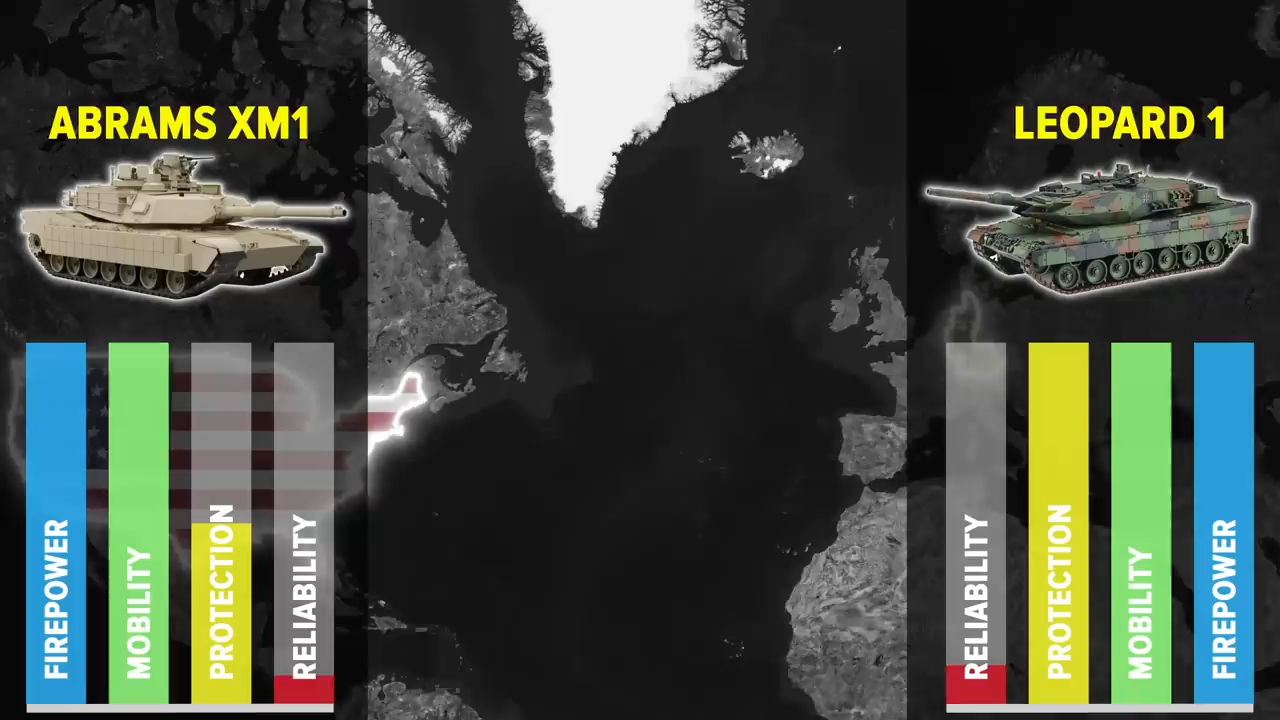 ABRAMS XM1
LEOPARD 1
FIREPOWER
MOBILITY
PROTECTION
RELIABILITY
RELIABILITY
PROTECTION
MOBILITY
FIREPOWER